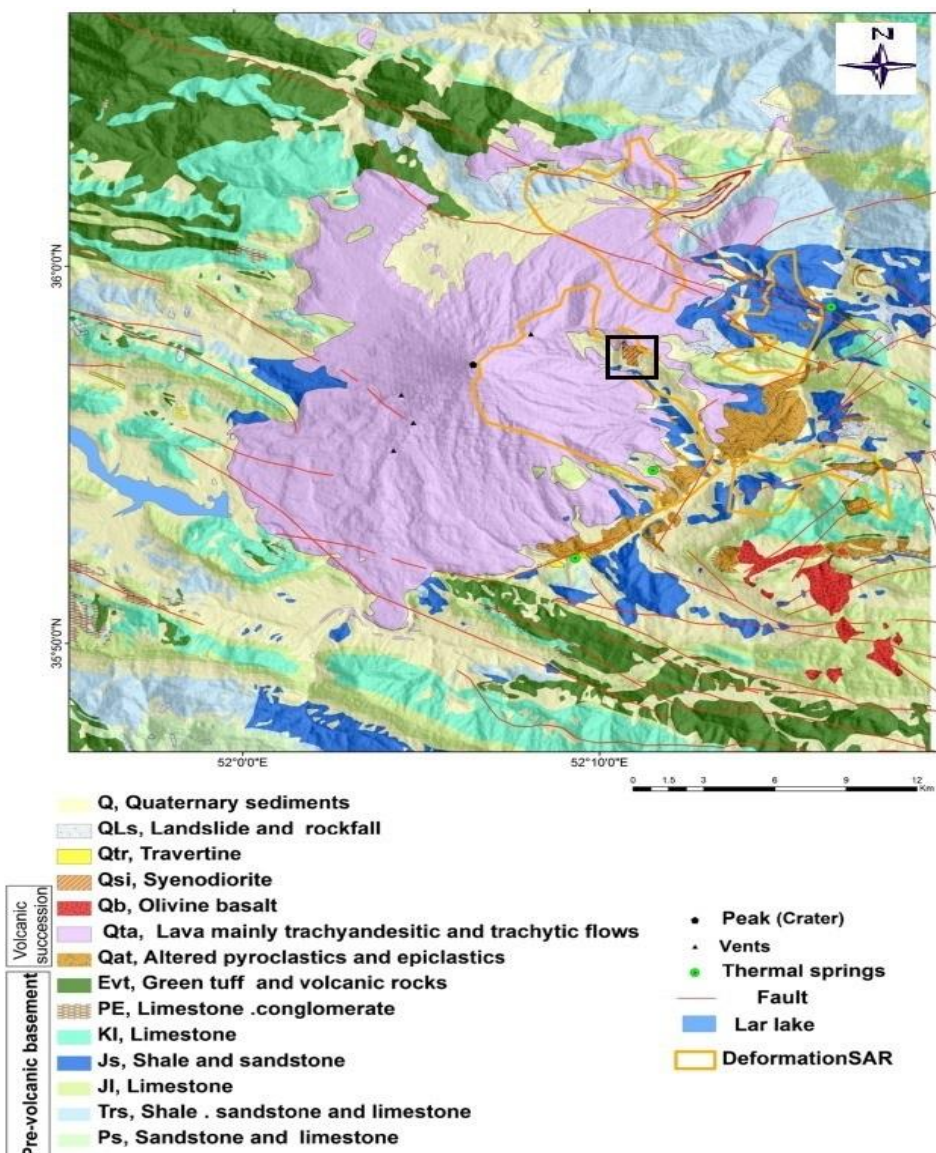 N
36°0'0"N
35°50'0"N
52°0'0"E
52°10'0"E
0 1.5 3 6 9 12
Km
Q, Quaternary sediments
QLs, Landslide and rockfall
Qtr, Travertine
Qsi, Syenodiorite
Qb, Olivine basalt
Qta, Lava mainly trachyandesitic and trachytic flows
Qat, Altered pyroclastics and epiclastics
Evt, Green tuff and volcanic rocks
PE, Limestone .conglomerate
Kl, Limestone
Js, Shale and sandstone
Jl, Limestone
Trs, Shale . sandstone and limestone
Ps, Sandstone and limestone
Volcanic
succession
Pre-volcanic basement
Peak (Crater)
Vents
Thermal springs
Fault
Lar lake
DeformationSAR